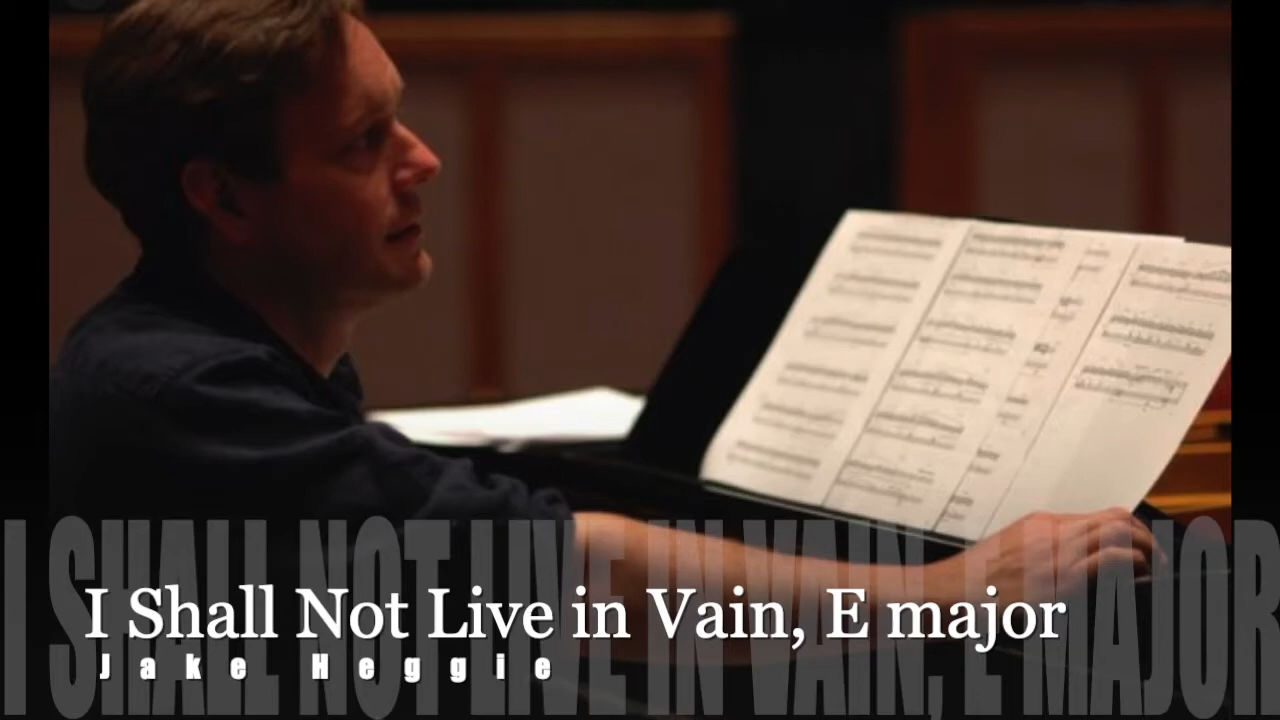 I SHALL NOT LIVE IN VAIN, E MAJOR
I Shall Not Live in Vain, E major
Jake Heggie